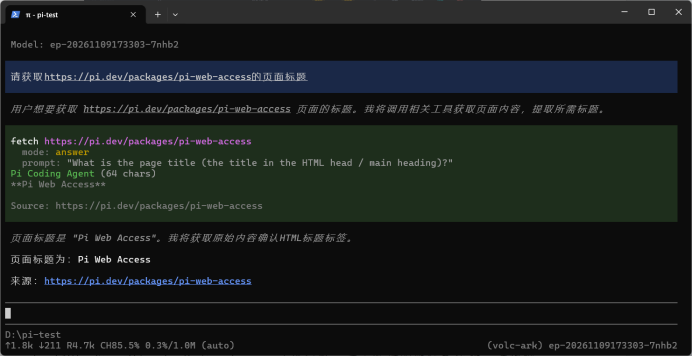 π - pi-test
Model: ep-20261109173303-7nhb2
请获取https://pi.dev/packages/pi-web-access的页面标题
用户想要获取 https://pi.dev/packages/pi-web-access 页面的标题。我将调用相关工具获取页面内容，提取所需标题。
fetch https://pi.dev/packages/pi-web-access
mode: answer
prompt: "What is the page title (the title in the HTML head / main heading)?"
Pi Coding Agent (64 chars)
**Pi Web Access**
Source: https://pi.dev/packages/pi-web-access
页面标题是 "Pi Web Access"。我将获取原始内容确认HTML标题标签。
页面标题为: Pi Web Access
来源: https://pi.dev/packages/pi-web-access
D:\pi-test
↑1.8k ↓211 R4.7k CH85.5% 0.3%/1.0M (auto) (volc-ark) ep-20261109173303-7nhb2